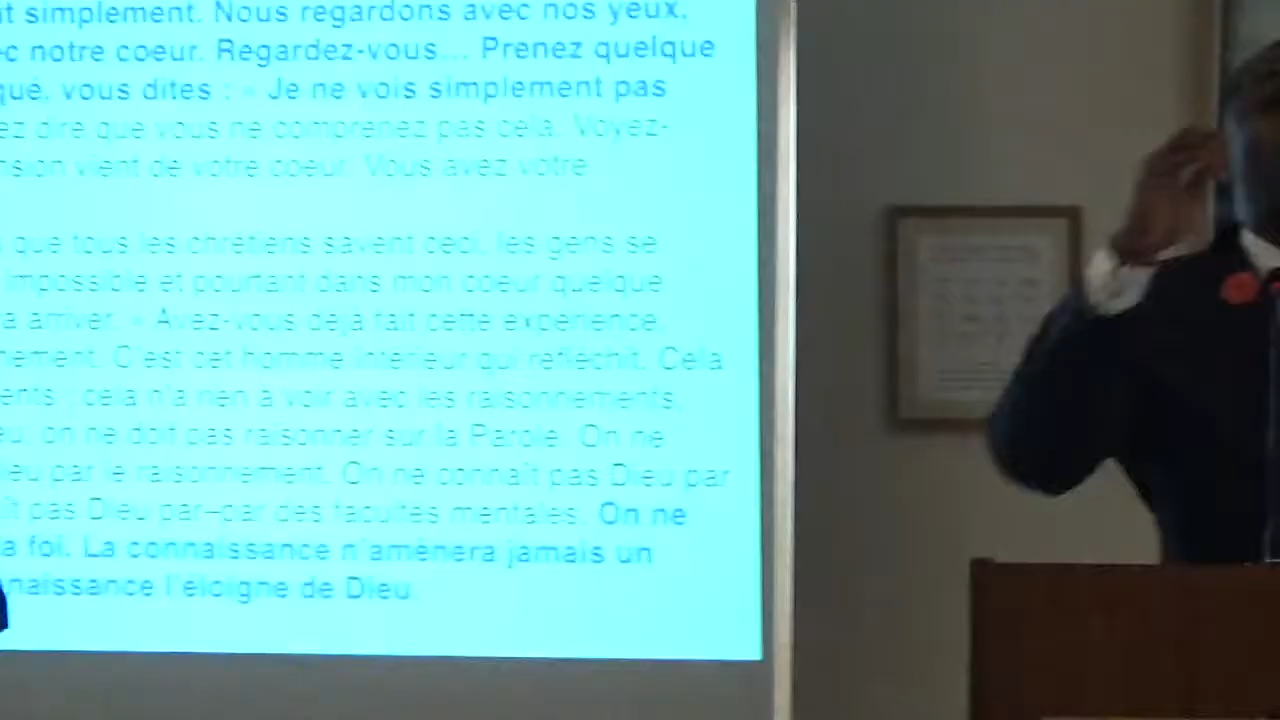 t simplement. Nous regardons avec nos yeux,
c notre coeur. Regardez-vous... Prenez quelque
qué, vous dites : « Je ne vois simplement pas
ez dire que vous ne comprenez pas cela. Voyez-
nsion vient de votre coeur. Vous avez votre
que tous les chrétiens savent ceci, les gens se
impossible et pourtant dans mon coeur quelque
a arriver. » Avez-vous déjà fait cette expérience,
nement. C'est cet homme intérieur qui réfléchit. Cela
ents ; cela n'a rien à voir avec les raisonnements,
eu, on ne doit pas raisonner sur la Parole. On ne
ieu par le raisonnement. On ne connaît pas Dieu par
ît pas Dieu par–par des facultés mentales. On ne
a foi. La connaissance n'amènera jamais un
naissance l'éloigne de Dieu.